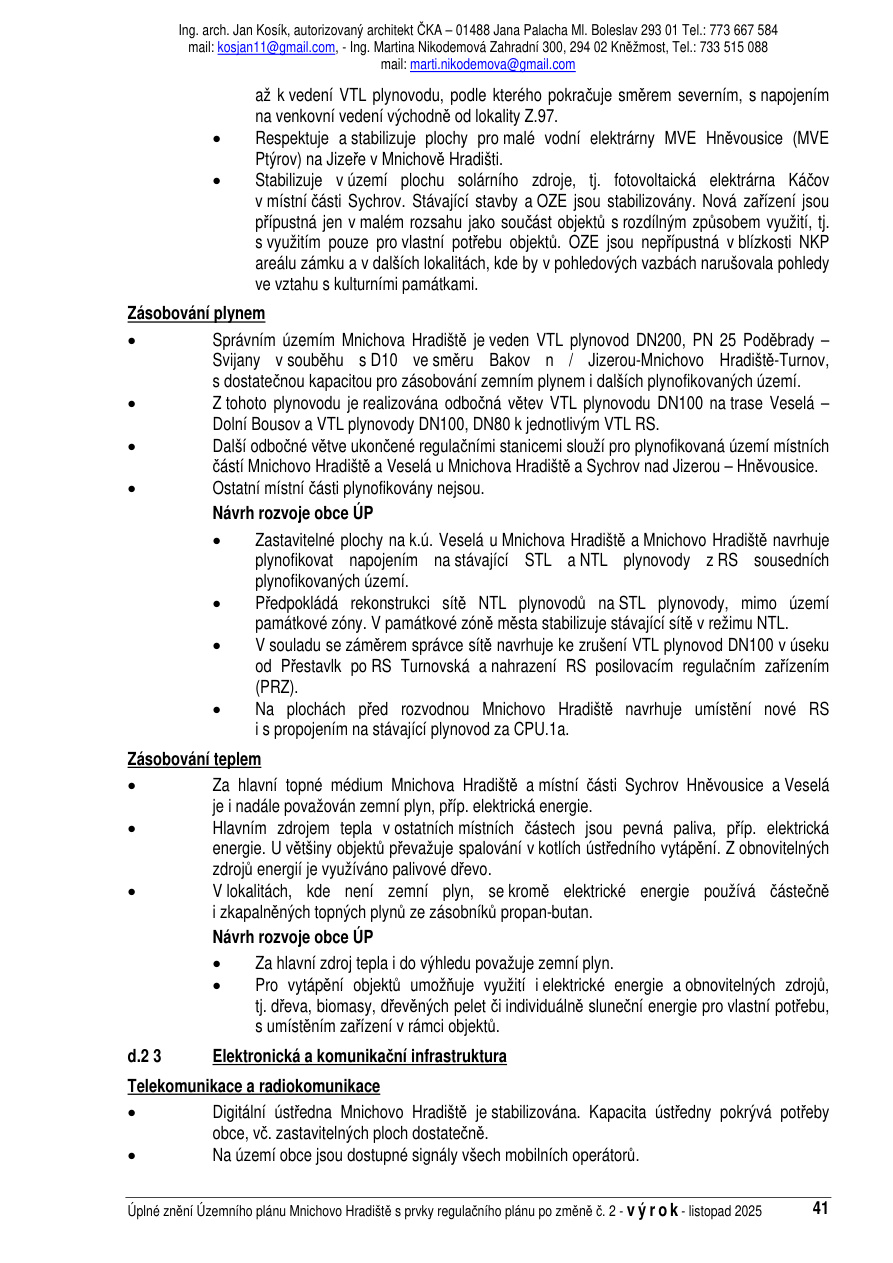 Ing. arch. Jan Kosík, autorizovaný architekt ČKA – 01488 Jana Palacha Ml. Boleslav 293 01 Tel.: 773 667 584
mail: kosjan11@gmail.com, - Ing. Martina Nikodemová Zahradní 300, 294 02 Kněžmost, Tel.: 733 515 088
mail: marti.nikodemova@gmail.com
až k vedení VTL plynovodu, podle kterého pokračuje směrem severním, s napojením
na venkovní vedení východně od lokality Z.97.
• Respektuje a stabilizuje plochy pro malé vodní elektrárny MVE Hněvousice (MVE
Ptýrov) na Jizeře v Mnichově Hradišti.
• Stabilizuje v území plochu solárního zdroje, tj. fotovoltaická elektrárna Káčov
v místní části Sychrov. Stávající stavby a OZE jsou stabilizovány. Nová zařízení jsou
přípustná jen v malém rozsahu jako součást objektů s rozdílným způsobem využití, tj.
s využitím pouze pro vlastní potřebu objektů. OZE jsou nepřípustná v blízkosti NKP
areálu zámku a v dalších lokalitách, kde by v pohledových vazbách narušovala pohledy
ve vztahu s kulturními památkami.
Zásobování plynem
• Správním územím Mnichova Hradiště je veden VTL plynovod DN200, PN 25 Poděbrady –
Svijany v souběhu s D10 ve směru Bakov n / Jizerou-Mnichovo Hradiště-Turnov,
s dostatečnou kapacitou pro zásobování zemním plynem i dalších plynofikovaných území.
• Z tohoto plynovodu je realizována odbočná větev VTL plynovodu DN100 na trase Veselá –
Dolní Bousov a VTL plynovody DN100, DN80 k jednotlivým VTL RS.
• Další odbočné větve ukončené regulačními stanicemi slouží pro plynofikovaná území místních
částí Mnichovo Hradiště a Veselá u Mnichova Hradiště a Sychrov nad Jizerou – Hněvousice.
• Ostatní místní části plynofikovány nejsou.
Návrh rozvoje obce ÚP
• Zastavitelné plochy na k.ú. Veselá u Mnichova Hradiště a Mnichovo Hradiště navrhuje
plynofikovat napojením na stávající STL a NTL plynovody z RS sousedních
plynofikovaných území.
• Předpokládá rekonstrukci sítě NTL plynovodů na STL plynovody, mimo území
památkové zóny. V památkové zóně města stabilizuje stávající sítě v režimu NTL.
• V souladu se záměrem správce sítě navrhuje ke zrušení VTL plynovod DN100 v úseku
od Přestavlk po RS Turnovská a nahrazení RS posilovacím regulačním zařízením
(PRZ).
• Na plochách před rozvodnou Mnichovo Hradiště navrhuje umístění nové RS
i s propojením na stávající plynovod za CPU.1a.
Zásobování teplem
• Za hlavní topné médium Mnichova Hradiště a místní části Sychrov Hněvousice a Veselá
je i nadále považován zemní plyn, příp. elektrická energie.
• Hlavním zdrojem tepla v ostatních místních částech jsou pevná paliva, příp. elektrická
energie. U většiny objektů převažuje spalování v kotlích ústředního vytápění. Z obnovitelných
zdrojů energií je využíváno palivové dřevo.
• V lokalitách, kde není zemní plyn, se kromě elektrické energie používá částečně
i zkapalněných topných plynů ze zásobníků propan-butan.
Návrh rozvoje obce ÚP
• Za hlavní zdroj tepla i do výhledu považuje zemní plyn.
• Pro vytápění objektů umožňuje využití i elektrické energie a obnovitelných zdrojů,
tj. dřeva, biomasy, dřevěných pelet či individuálně sluneční energie pro vlastní potřebu,
s umístěním zařízení v rámci objektů.
d.2 3 Elektronická a komunikační infrastruktura
Telekomunikace a radiokomunikace
• Digitální ústředna Mnichovo Hradiště je stabilizována. Kapacita ústředny pokrývá potřeby
obce, vč. zastavitelných ploch dostatečně.
• Na území obce jsou dostupné signály všech mobilních operátorů.
Úplné znění Územního plánu Mnichovo Hradiště s prvky regulačního plánu po změně č. 2 - v ý r o k - listopad 2025 41